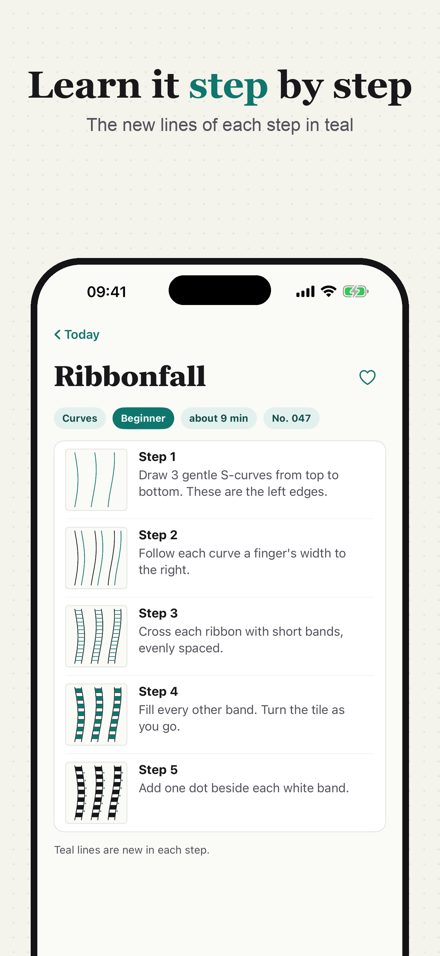 Learn it step by step
The new lines of each step in teal
09:41
Today
Ribbonfall
Curves
Beginner
about 9 min
No. 047
Step 1
Draw 3 gentle S-curves from top to
bottom. These are the left edges.
Step 2
Follow each curve a finger's width to
the right.
Step 3
Cross each ribbon with short bands,
evenly spaced.
Step 4
Fill every other band. Turn the tile as
you go.
Step 5
Add one dot beside each white band.
Teal lines are new in each step.